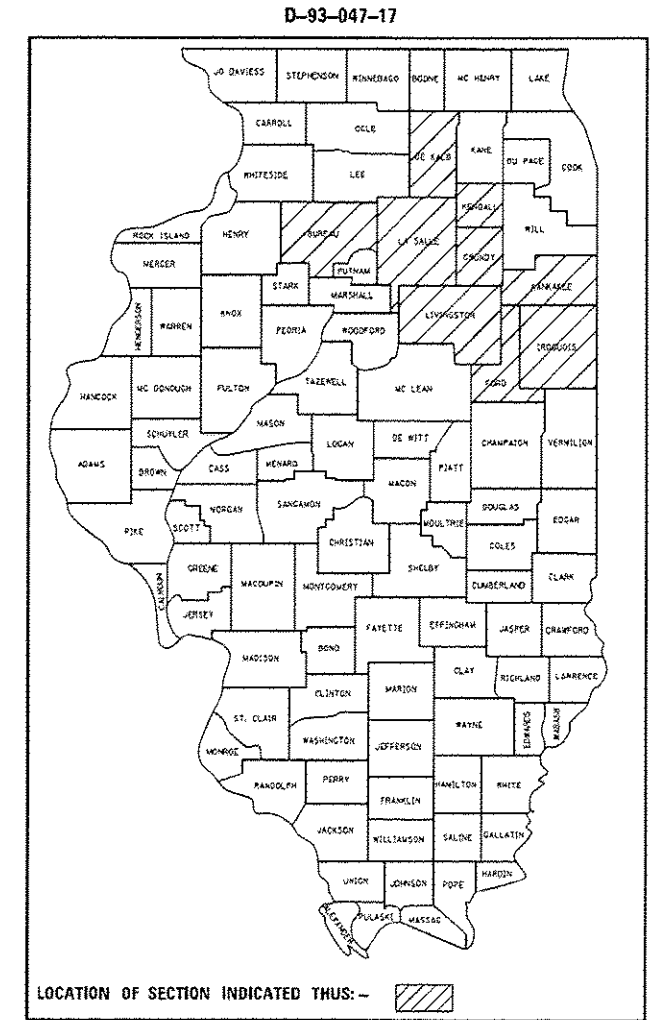 D-93-047-17
JO DAVIESS STEPHENSON WINNEBAGO BOONE MC HENRY LAKE
CARROLL OGLE DE KALB KANE DU PAGE COOK
WHITESIDE LEE KENDALL WILL
ROCK ISLAND HENRY BUREAU LA SALLE GRUNDY
MERCER PUTNAM KANKAKEE
STARK MARSHALL
HENDERSON WARREN KNOX PEORIA WOODFORD LIVINGSTON IROQUOIS
HANCOCK MC DONOUGH FULTON TAZEWELL MC LEAN FORD
SCHUYLER MASON LOGAN DE WITT CHAMPAIGN VERMILION
ADAMS BROWN CASS MENARD MACON PIATT
PIKE SCOTT MORGAN SANGAMON MOULTRIE DOUGLAS EDGAR
CHRISTIAN COLES
CALHOUN GREENE MACOUPIN MONTGOMERY SHELBY CUMBERLAND CLARK
JERSEY FAYETTE EFFINGHAM JASPER CRAWFORD
MADISON BOND
CLINTON MARION CLAY RICHLAND LAWRENCE
ST. CLAIR WASHINGTON JEFFERSON WAYNE EDWARDS WABASH
MONROE
RANDOLPH PERRY FRANKLIN HAMILTON WHITE
JACKSON WILLIAMSON SALINE GALLATIN
UNION JOHNSON POPE HARDIN
ALEXANDER PULASKI MASSAC
LOCATION OF SECTION INDICATED THUS: -